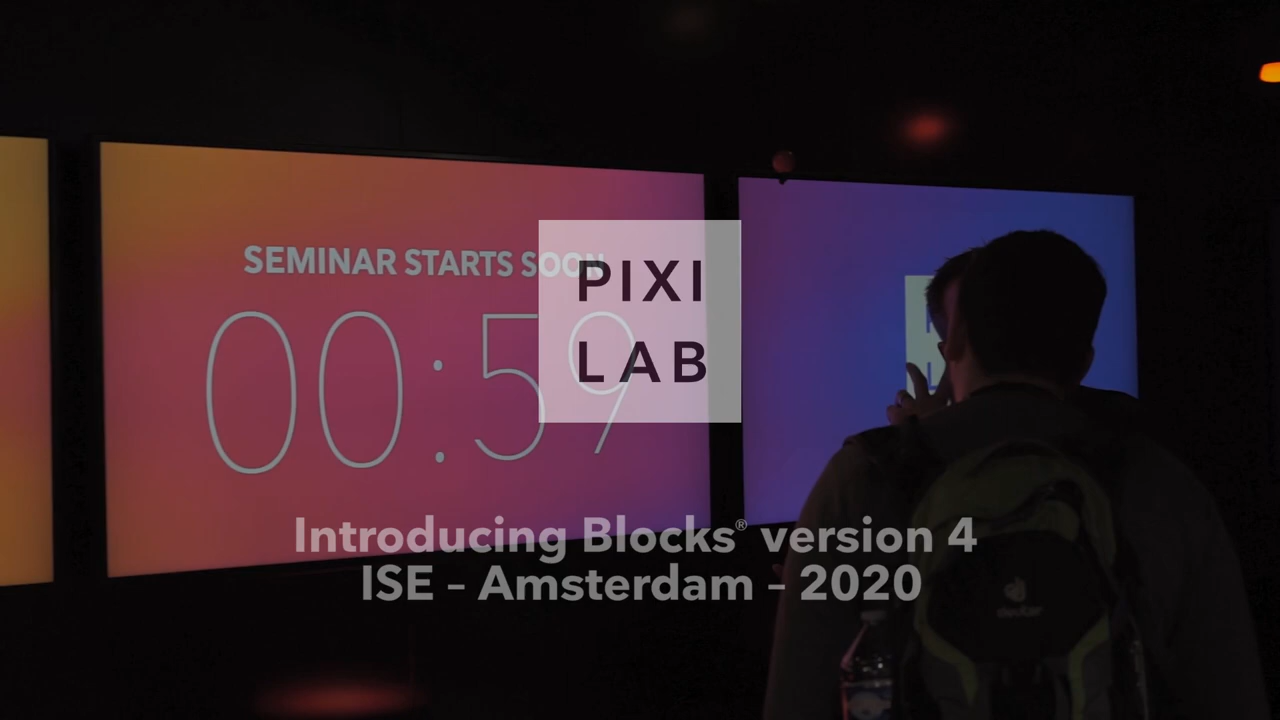 SEMINAR STARTS SOON
00:59
PIXI
LAB
Introducing Blocks® version 4
ISE – Amsterdam – 2020